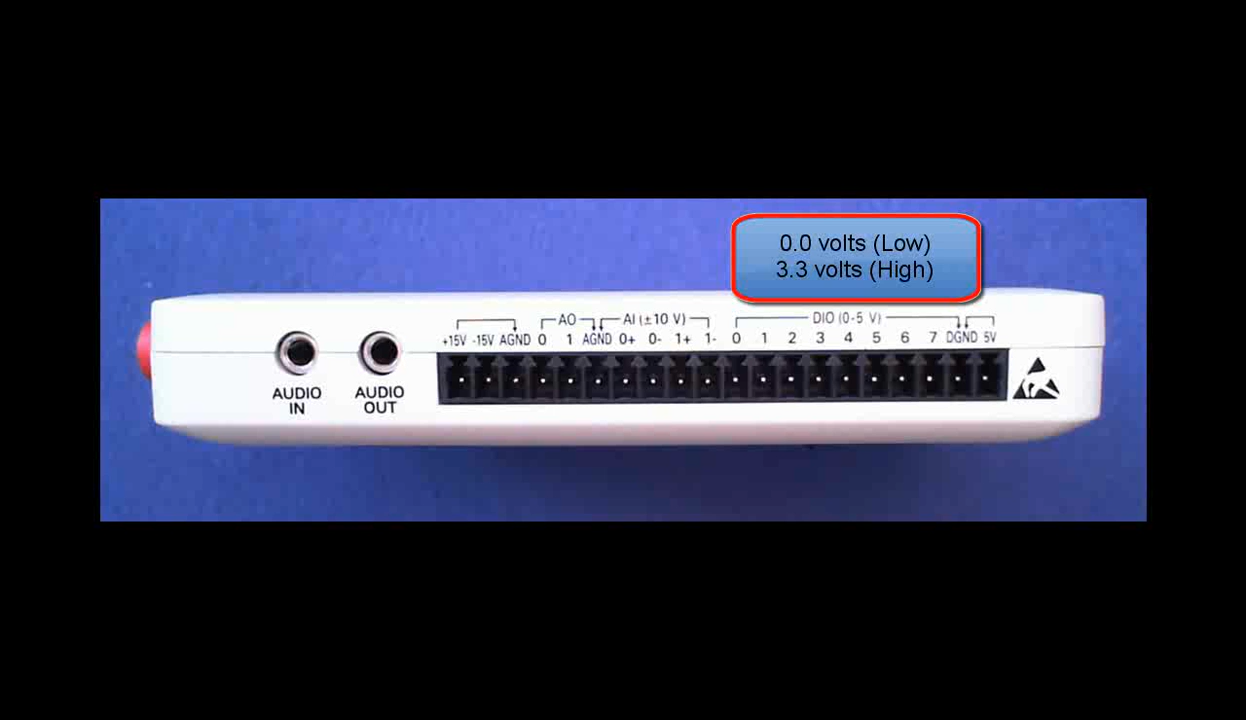 0.0 volts (Low)
3.3 volts (High)
AO AI (±10 V) DIO (0-5 V)
+15V -15V AGND 0 1 AGND 0+ 0- 1+ 1- 0 1 2 3 4 5 6 7 DGND 5V
AUDIO
IN
AUDIO
OUT